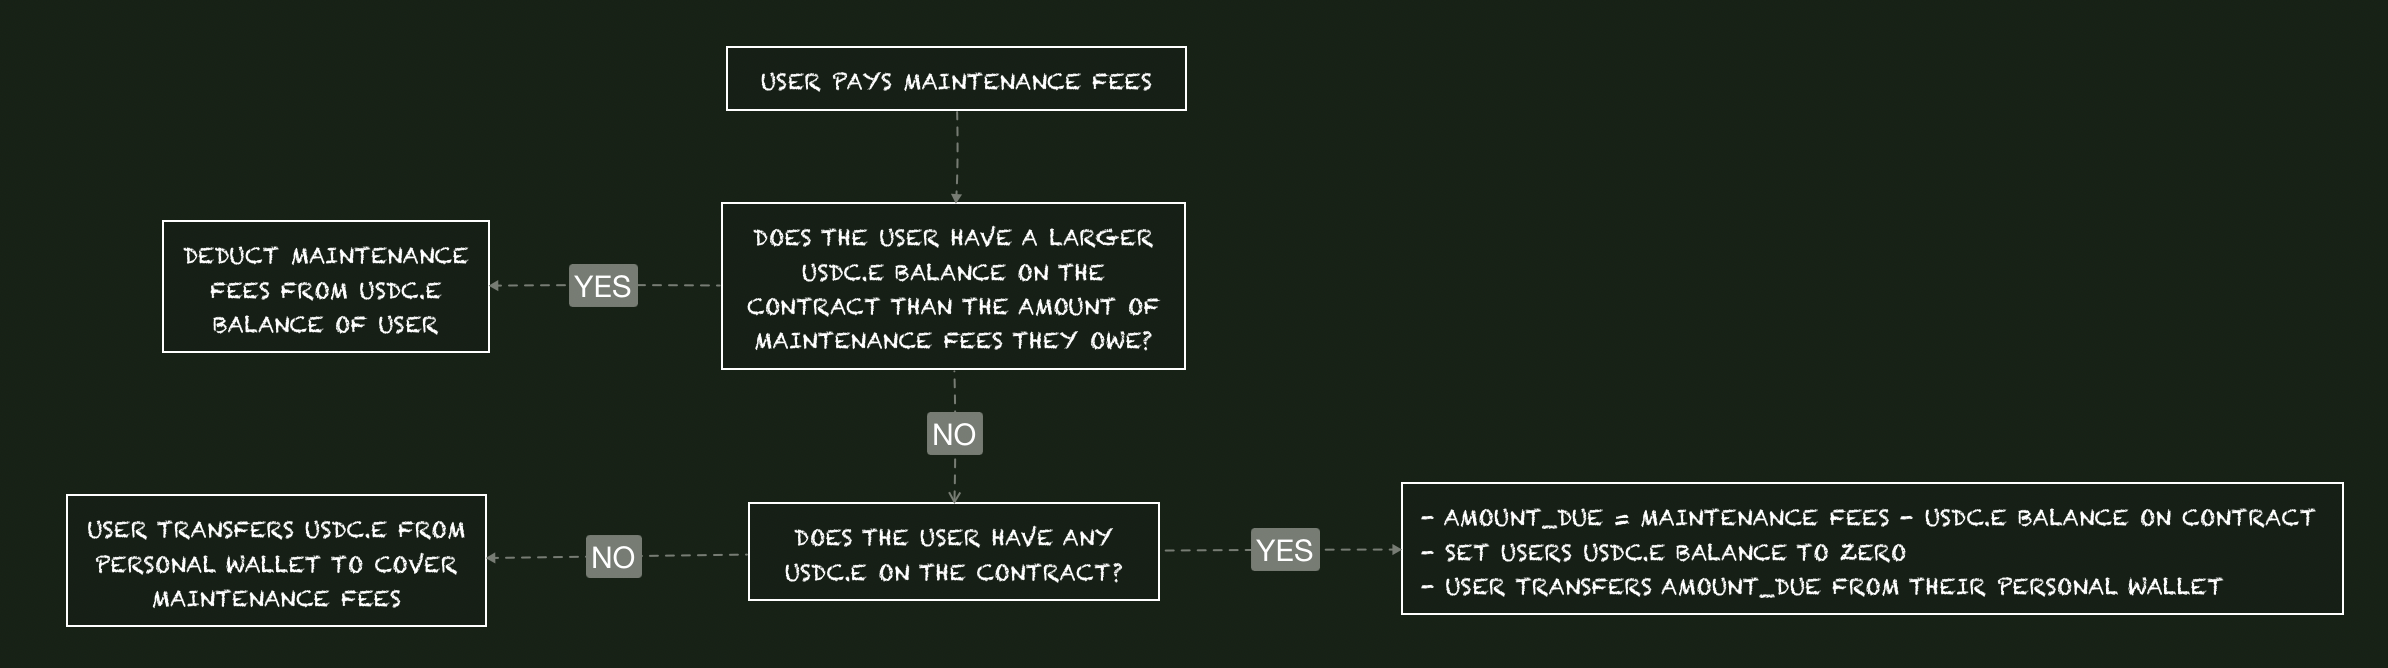 USER PAYS MAINTENANCE FEES
DOES THE USER HAVE A LARGER
USDC.E BALANCE ON THE
CONTRACT THAN THE AMOUNT OF
MAINTENANCE FEES THEY OWE?
YES
DEDUCT MAINTENANCE
FEES FROM USDC.E
BALANCE OF USER
NO
DOES THE USER HAVE ANY
USDC.E ON THE CONTRACT?
NO
USER TRANSFERS USDC.E FROM
PERSONAL WALLET TO COVER
MAINTENANCE FEES
YES
- AMOUNT_DUE = MAINTENANCE FEES - USDC.E BALANCE ON CONTRACT
- SET USERS USDC.E BALANCE TO ZERO
- USER TRANSFERS AMOUNT_DUE FROM THEIR PERSONAL WALLET